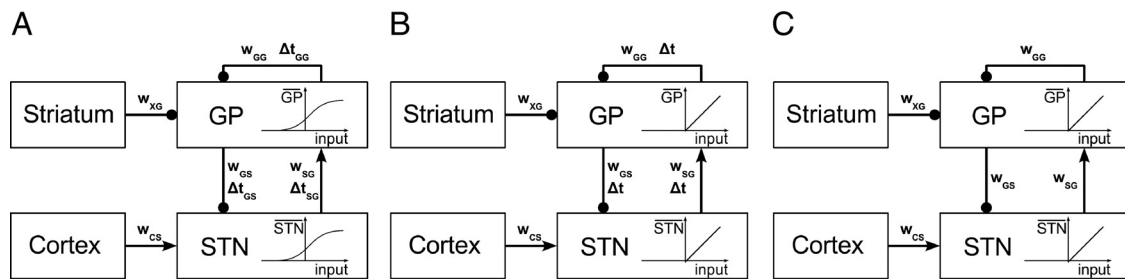 A
w_GG Δt_GG
Striatum
w_XG
GP
GP
input
w_GS
Δt_GS
w_SG
Δt_SG
Cortex
w_CS
STN
STN
input
B
w_GG Δt
Striatum
w_XG
GP
GP
input
w_GS
Δt
w_SG
Δt
Cortex
w_CS
STN
STN
input
C
w_GG
Striatum
w_XG
GP
GP
input
w_GS
w_SG
Cortex
w_CS
STN
STN
input